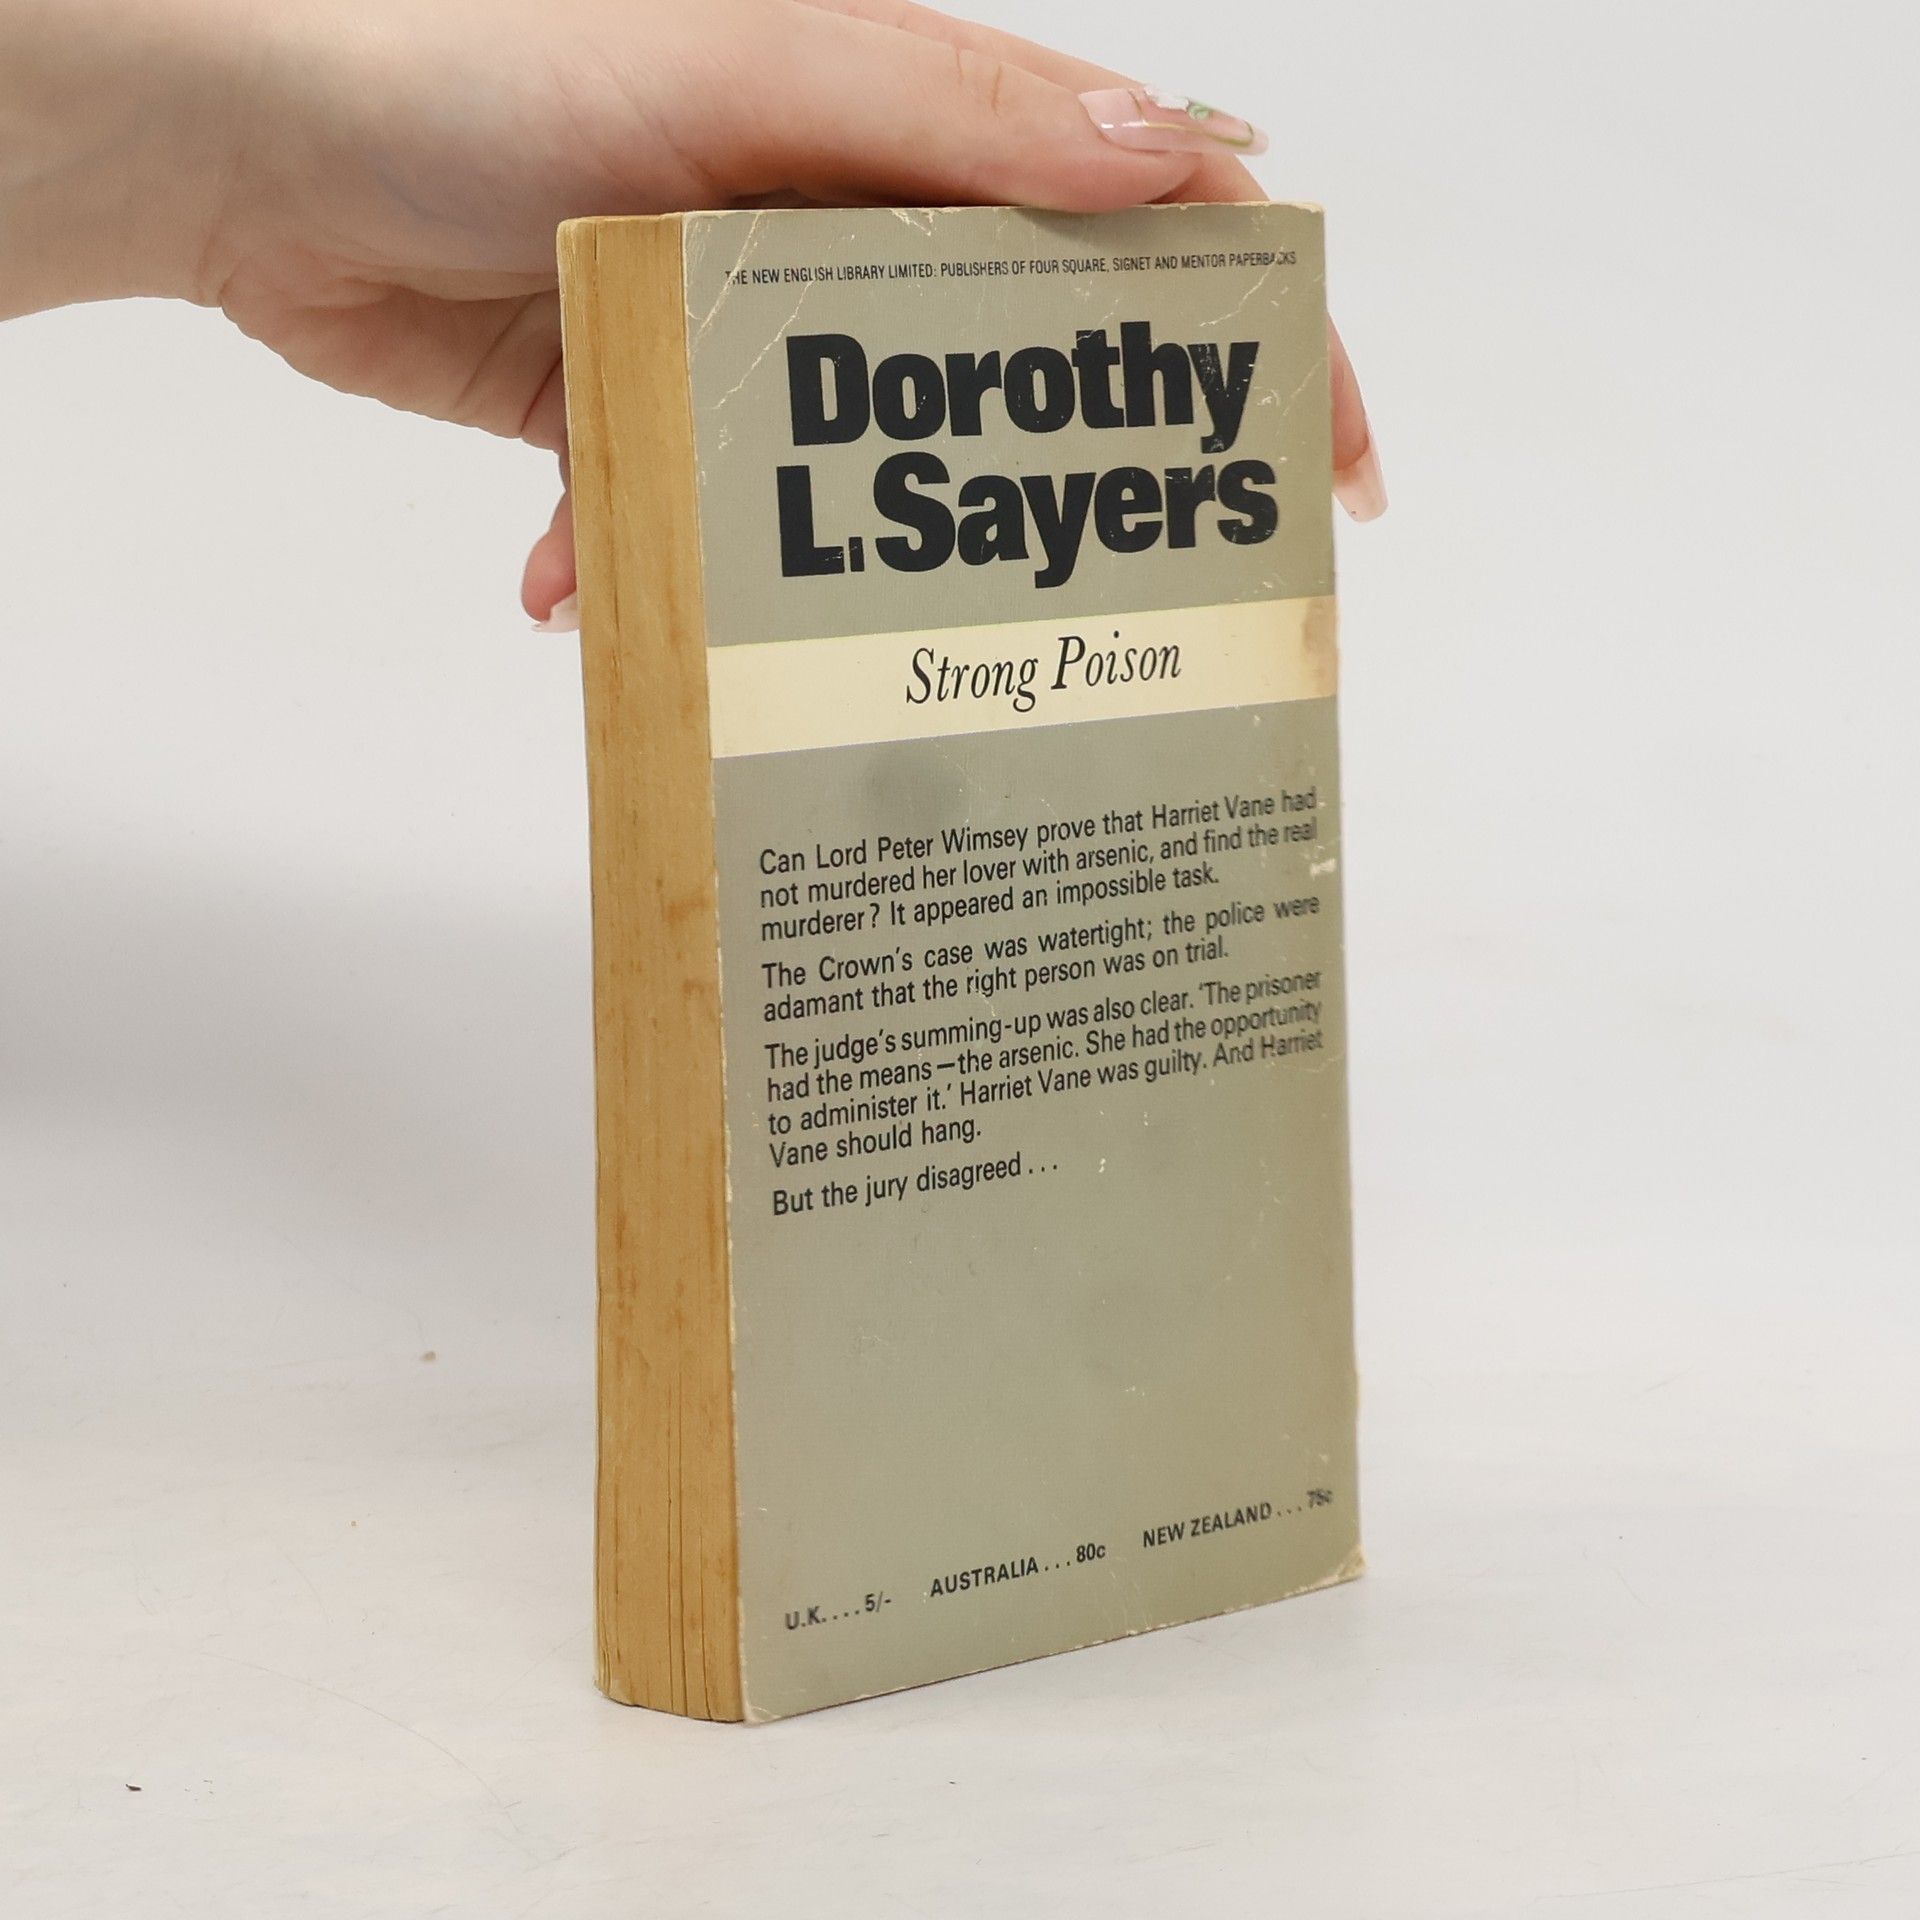 THE NEW ENGLISH LIBRARY LIMITED: PUBLISHERS OF FOUR SQUARE, SIGNET AND MENTOR PAPERBACKS
Dorothy
L. Sayers
Strong Poison
Can Lord Peter Wimsey prove that Harriet Vane had
not murdered her lover with arsenic, and find the real
murderer? It appeared an impossible task.
The Crown's case was watertight; the police were
adamant that the right person was on trial.
The judge's summing-up was also clear. 'The prisoner
had the means—the arsenic. She had the opportunity
to administer it.' Harriet Vane was guilty. And Harriet
Vane should hang.
But the jury disagreed...
U.K. . . . 5/- AUSTRALIA . . . 80c NEW ZEALAND . . . 75c